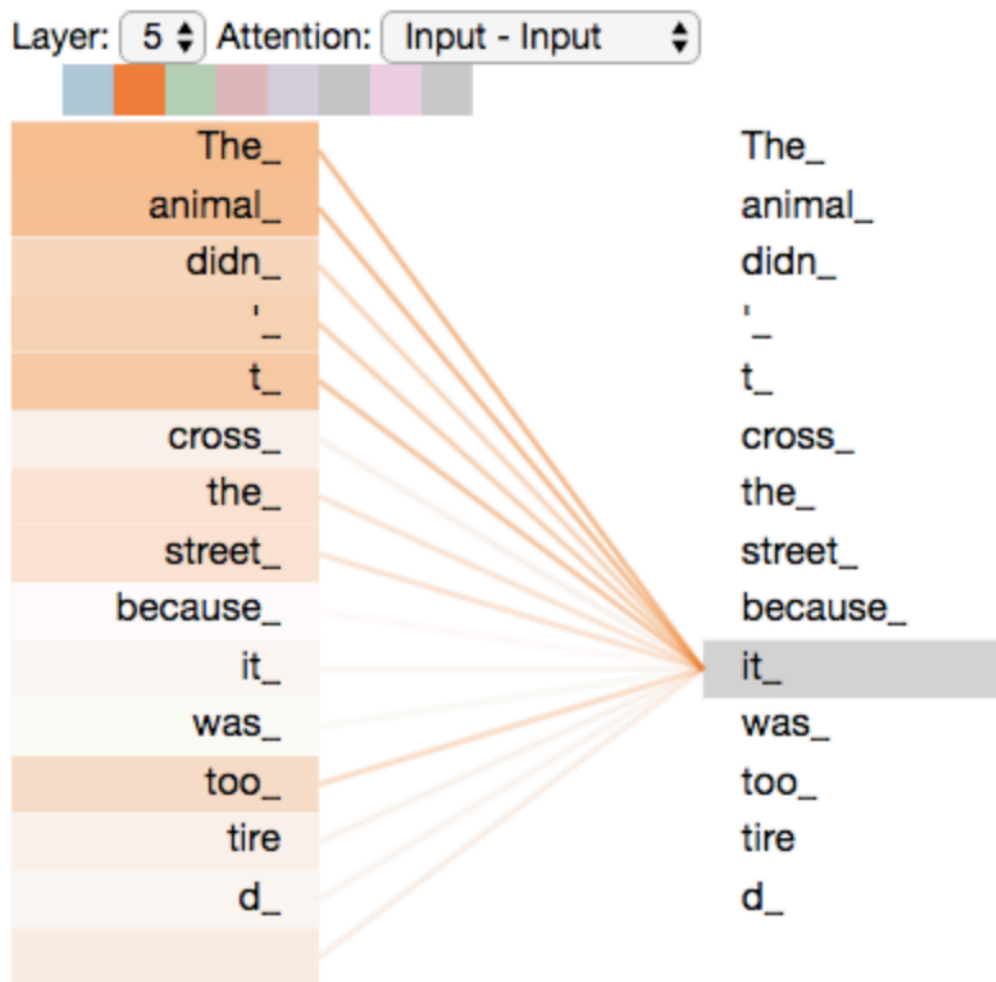 Layer: 5 Attention: Input - Input
The_ The_
animal_ animal_
didn_ didn_
'_ '_
t_ t_
cross_ cross_
the_ the_
street_ street_
because_ because_
it_ it_
was_ was_
too_ too_
tire tire
d_ d_